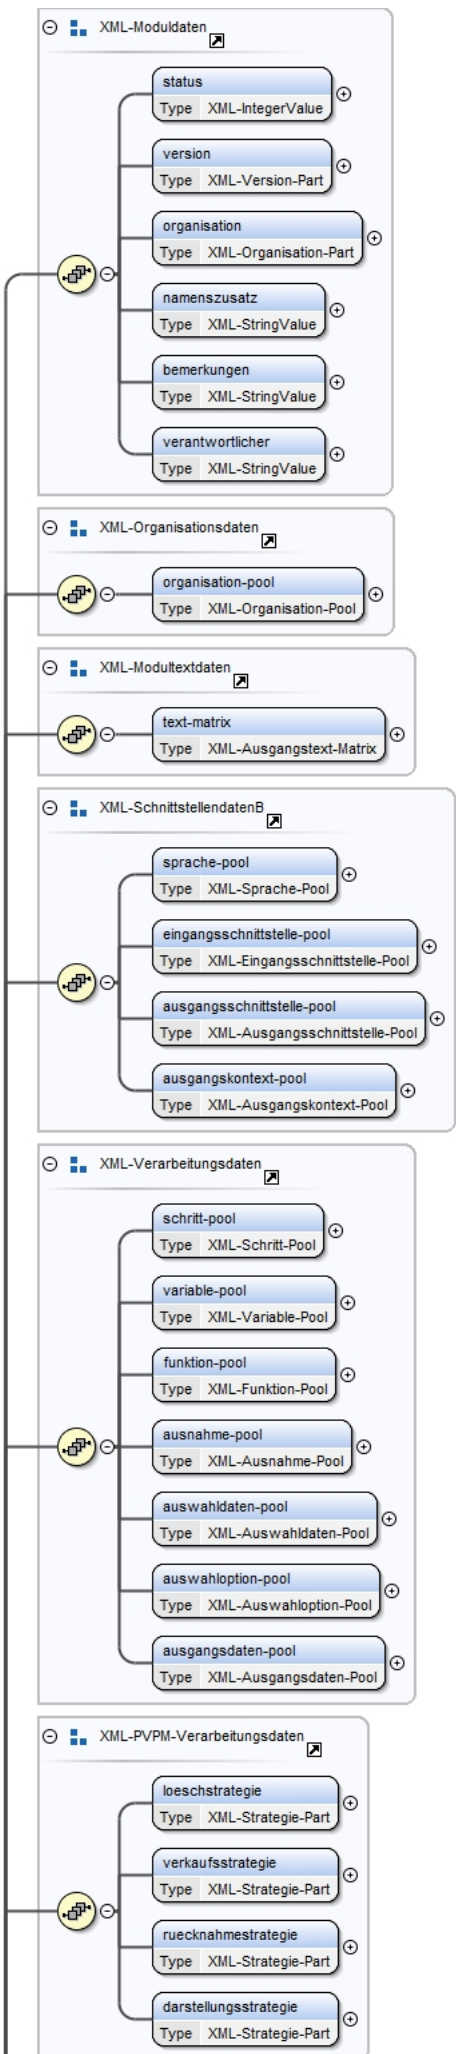 XML-Moduldaten
status
Type XML-IntegerValue
version
Type XML-Version-Part
organisation
Type XML-Organisation-Part
namenszusatz
Type XML-StringValue
bemerkungen
Type XML-StringValue
verantwortlicher
Type XML-StringValue
XML-Organisationsdaten
organisation-pool
Type XML-Organisation-Pool
XML-Modultextdaten
text-matrix
Type XML-Ausgangstext-Matrix
XML-SchnittstellendatenB
sprache-pool
Type XML-Sprache-Pool
eingangsschnittstelle-pool
Type XML-Eingangsschnittstelle-Pool
ausgangsschnittstelle-pool
Type XML-Ausgangsschnittstelle-Pool
ausgangskontext-pool
Type XML-Ausgangskontext-Pool
XML-Verarbeitungsdaten
schritt-pool
Type XML-Schritt-Pool
variable-pool
Type XML-Variable-Pool
funktion-pool
Type XML-Funktion-Pool
ausnahme-pool
Type XML-Ausnahme-Pool
auswahldaten-pool
Type XML-Auswahldaten-Pool
auswahloption-pool
Type XML-Auswahloption-Pool
ausgangsdaten-pool
Type XML-Ausgangsdaten-Pool
XML-PVPM-Verarbeitungsdaten
loeschstrategie
Type XML-Strategie-Part
verkaufsstrategie
Type XML-Strategie-Part
ruecknahmestrategie
Type XML-Strategie-Part
darstellungsstrategie
Type XML-Strategie-Part